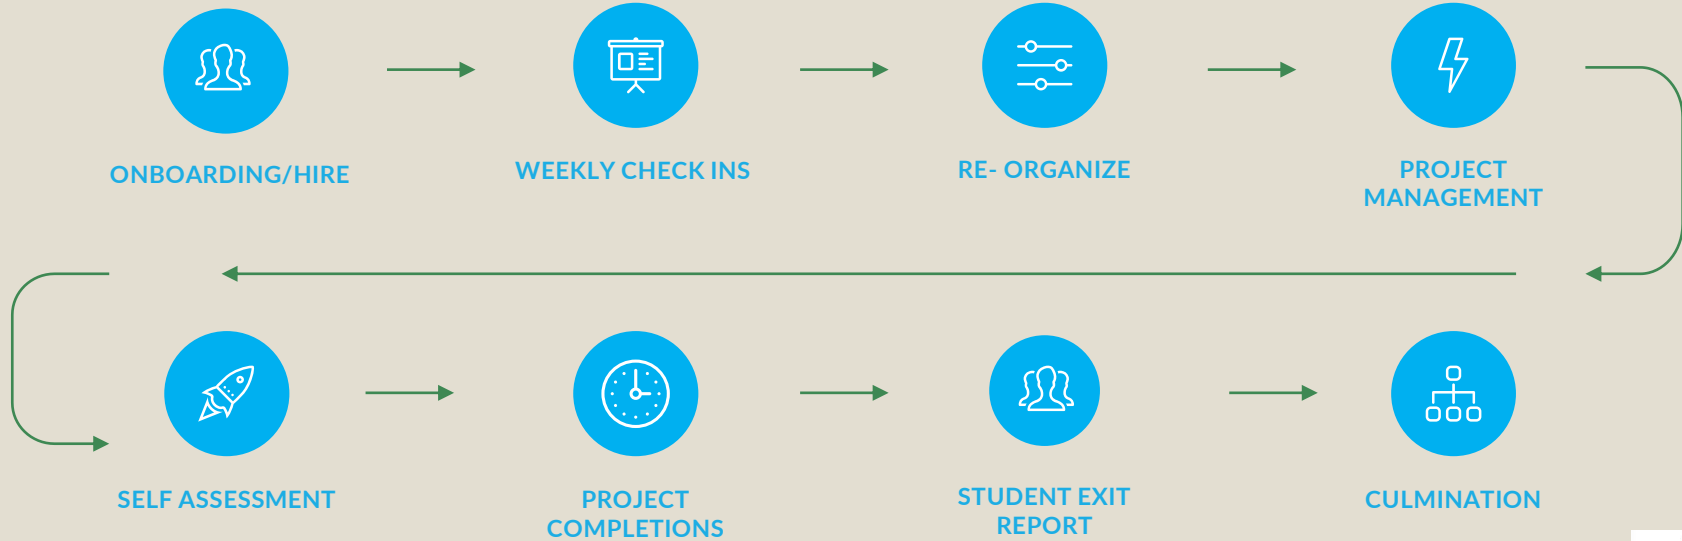 ONBOARDING/HIRE
WEEKLY CHECK INS
RE- ORGANIZE
PROJECT
MANAGEMENT
SELF ASSESSMENT
PROJECT
COMPLETIONS
STUDENT EXIT
REPORT
CULMINATION